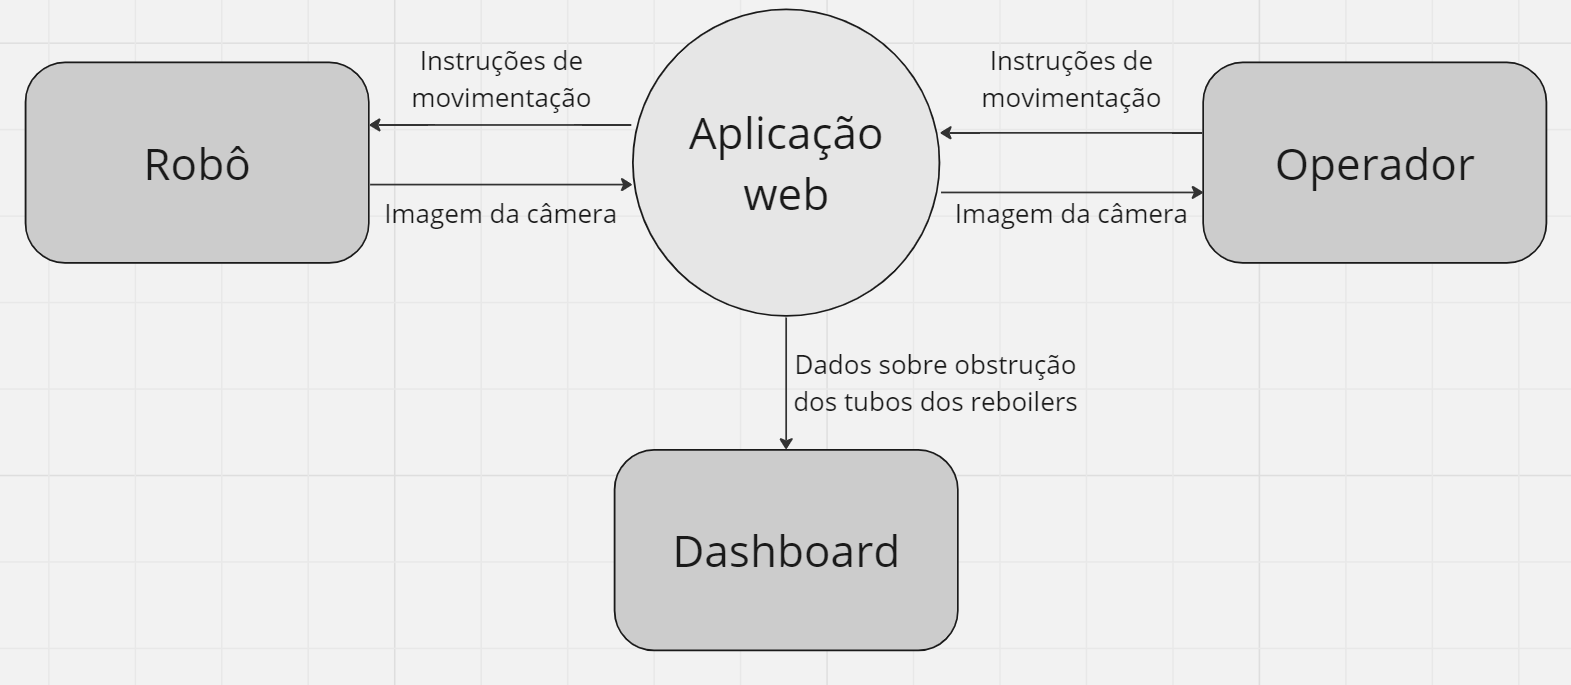 Instruções de
movimentação
Robô
Imagem da câmera
Aplicação
web
Instruções de
movimentação
Operador
Imagem da câmera
Dados sobre obstrução
dos tubos dos reboilers
Dashboard